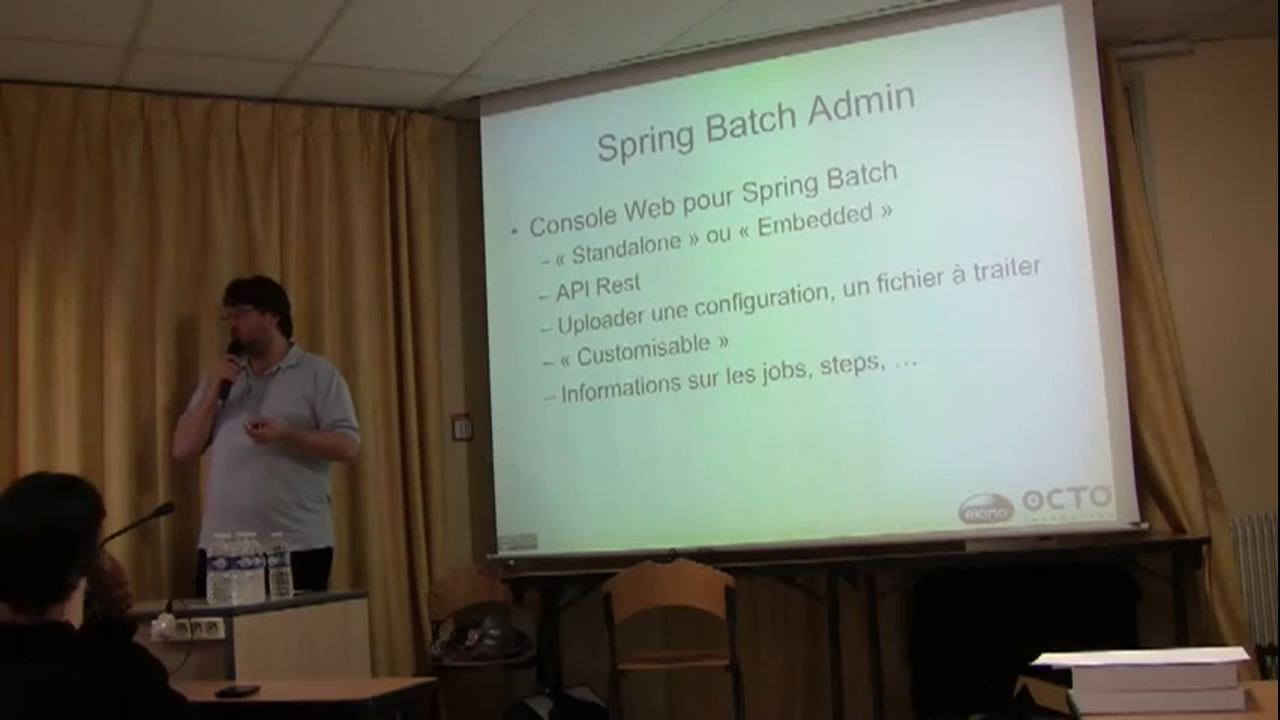 Spring Batch Admin
• Console Web pour Spring Batch
– « Standalone » ou « Embedded »
– API Rest
– Uploader une configuration, un fichier à traiter
– « Customisable »
– Informations sur les jobs, steps, …
OCTO